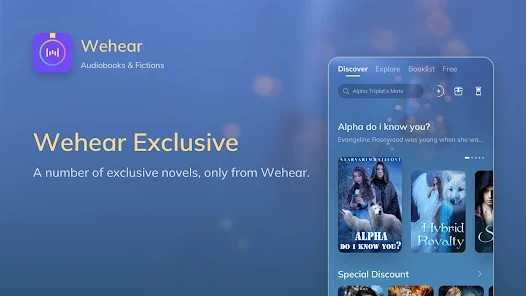 Wehear
Audiobooks & Fictions
Wehear Exclusive
A number of exclusive novels, only from Wehear.
Discover Explore Booklist Free
Alpha Triplet's Mate
Alpha do i know you?
Evangeline Rosewood was young when she wa...
ALPHA
DO I KNOW YOU?
Hybrid
Royalty
S
Special Discount